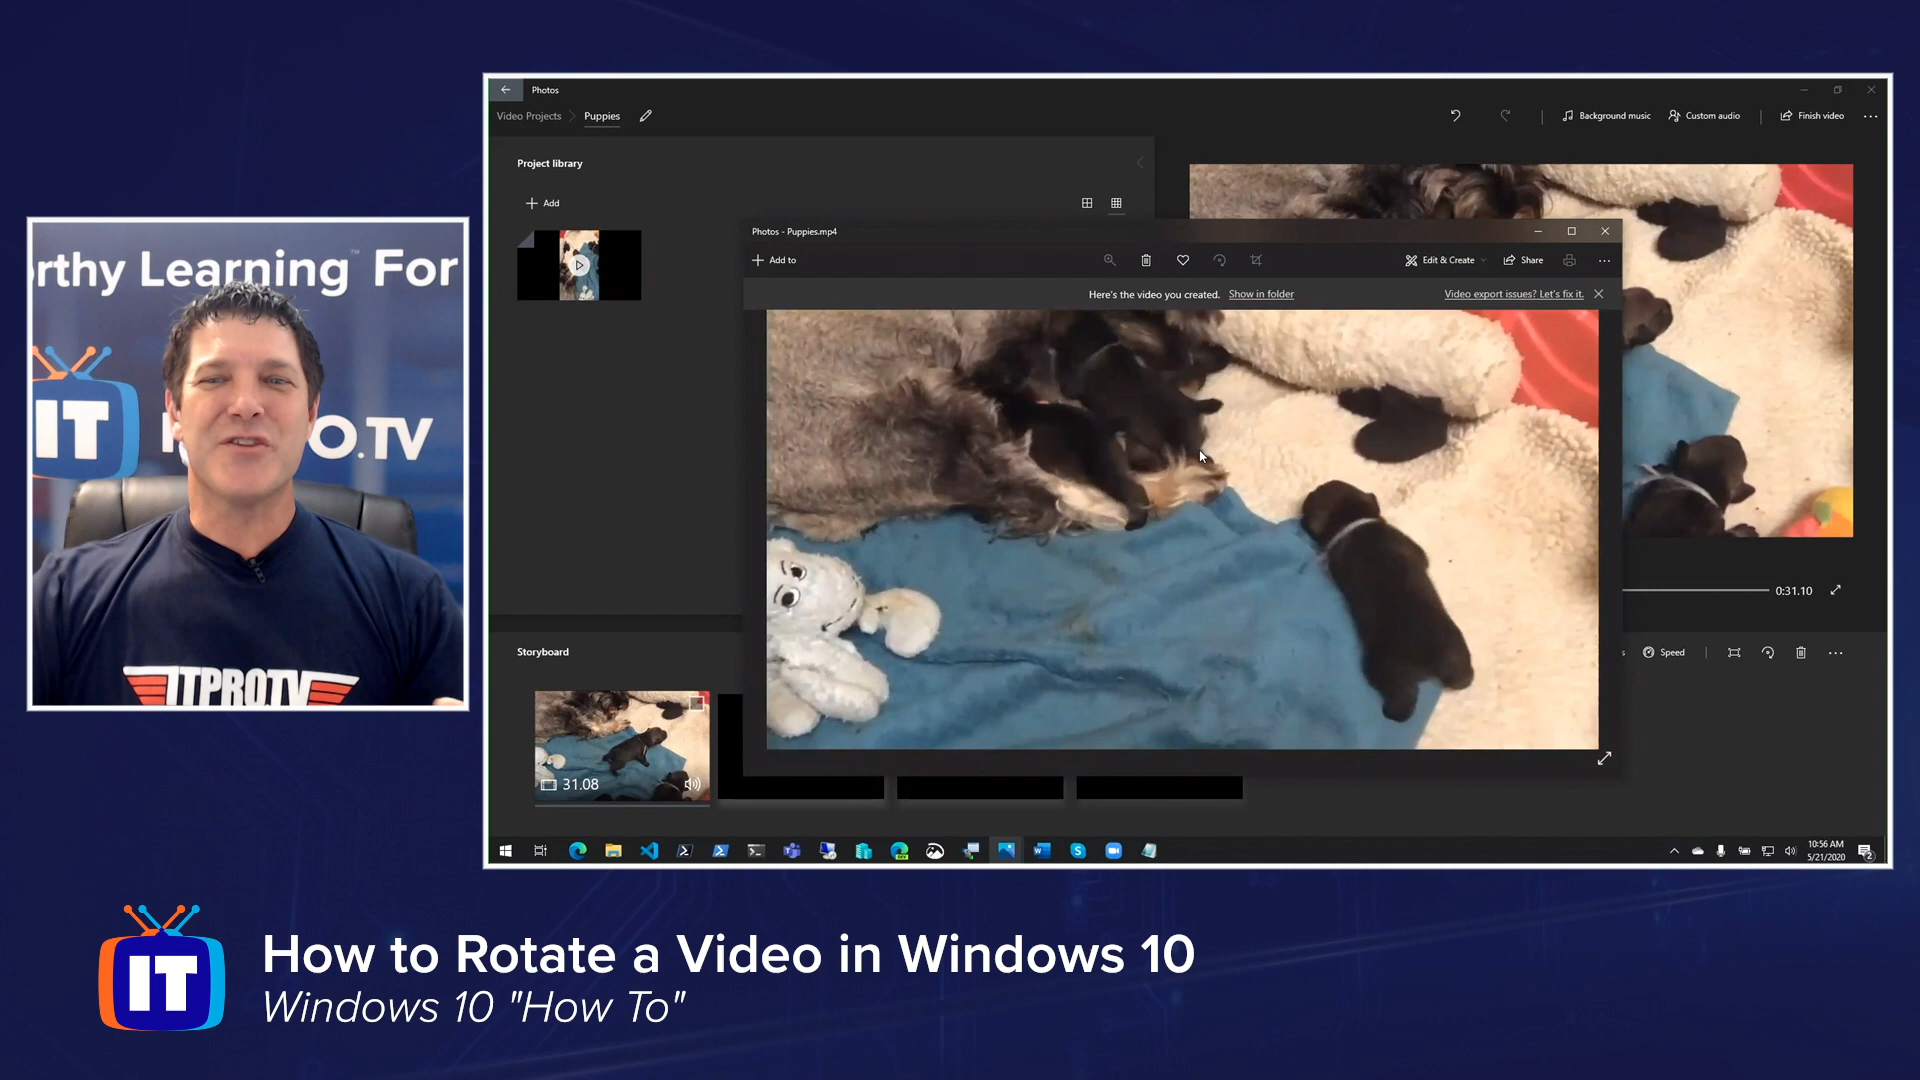 Photos
Video Projects
Puppies
Background music
Custom audio
Finish video
Project library
Add
Photos - Puppies.mp4
Add to
Edit & Create
Share
Here's the video you created. Show in folder
Video export issues? Let's fix it.
0:31.10
Storyboard
s
Speed
31.08
10:56 AM
5/21/2020
2
rthy Learning™ For
IT
O.TV
ITPROTV
IT
How to Rotate a Video in Windows 10
Windows 10 "How To"